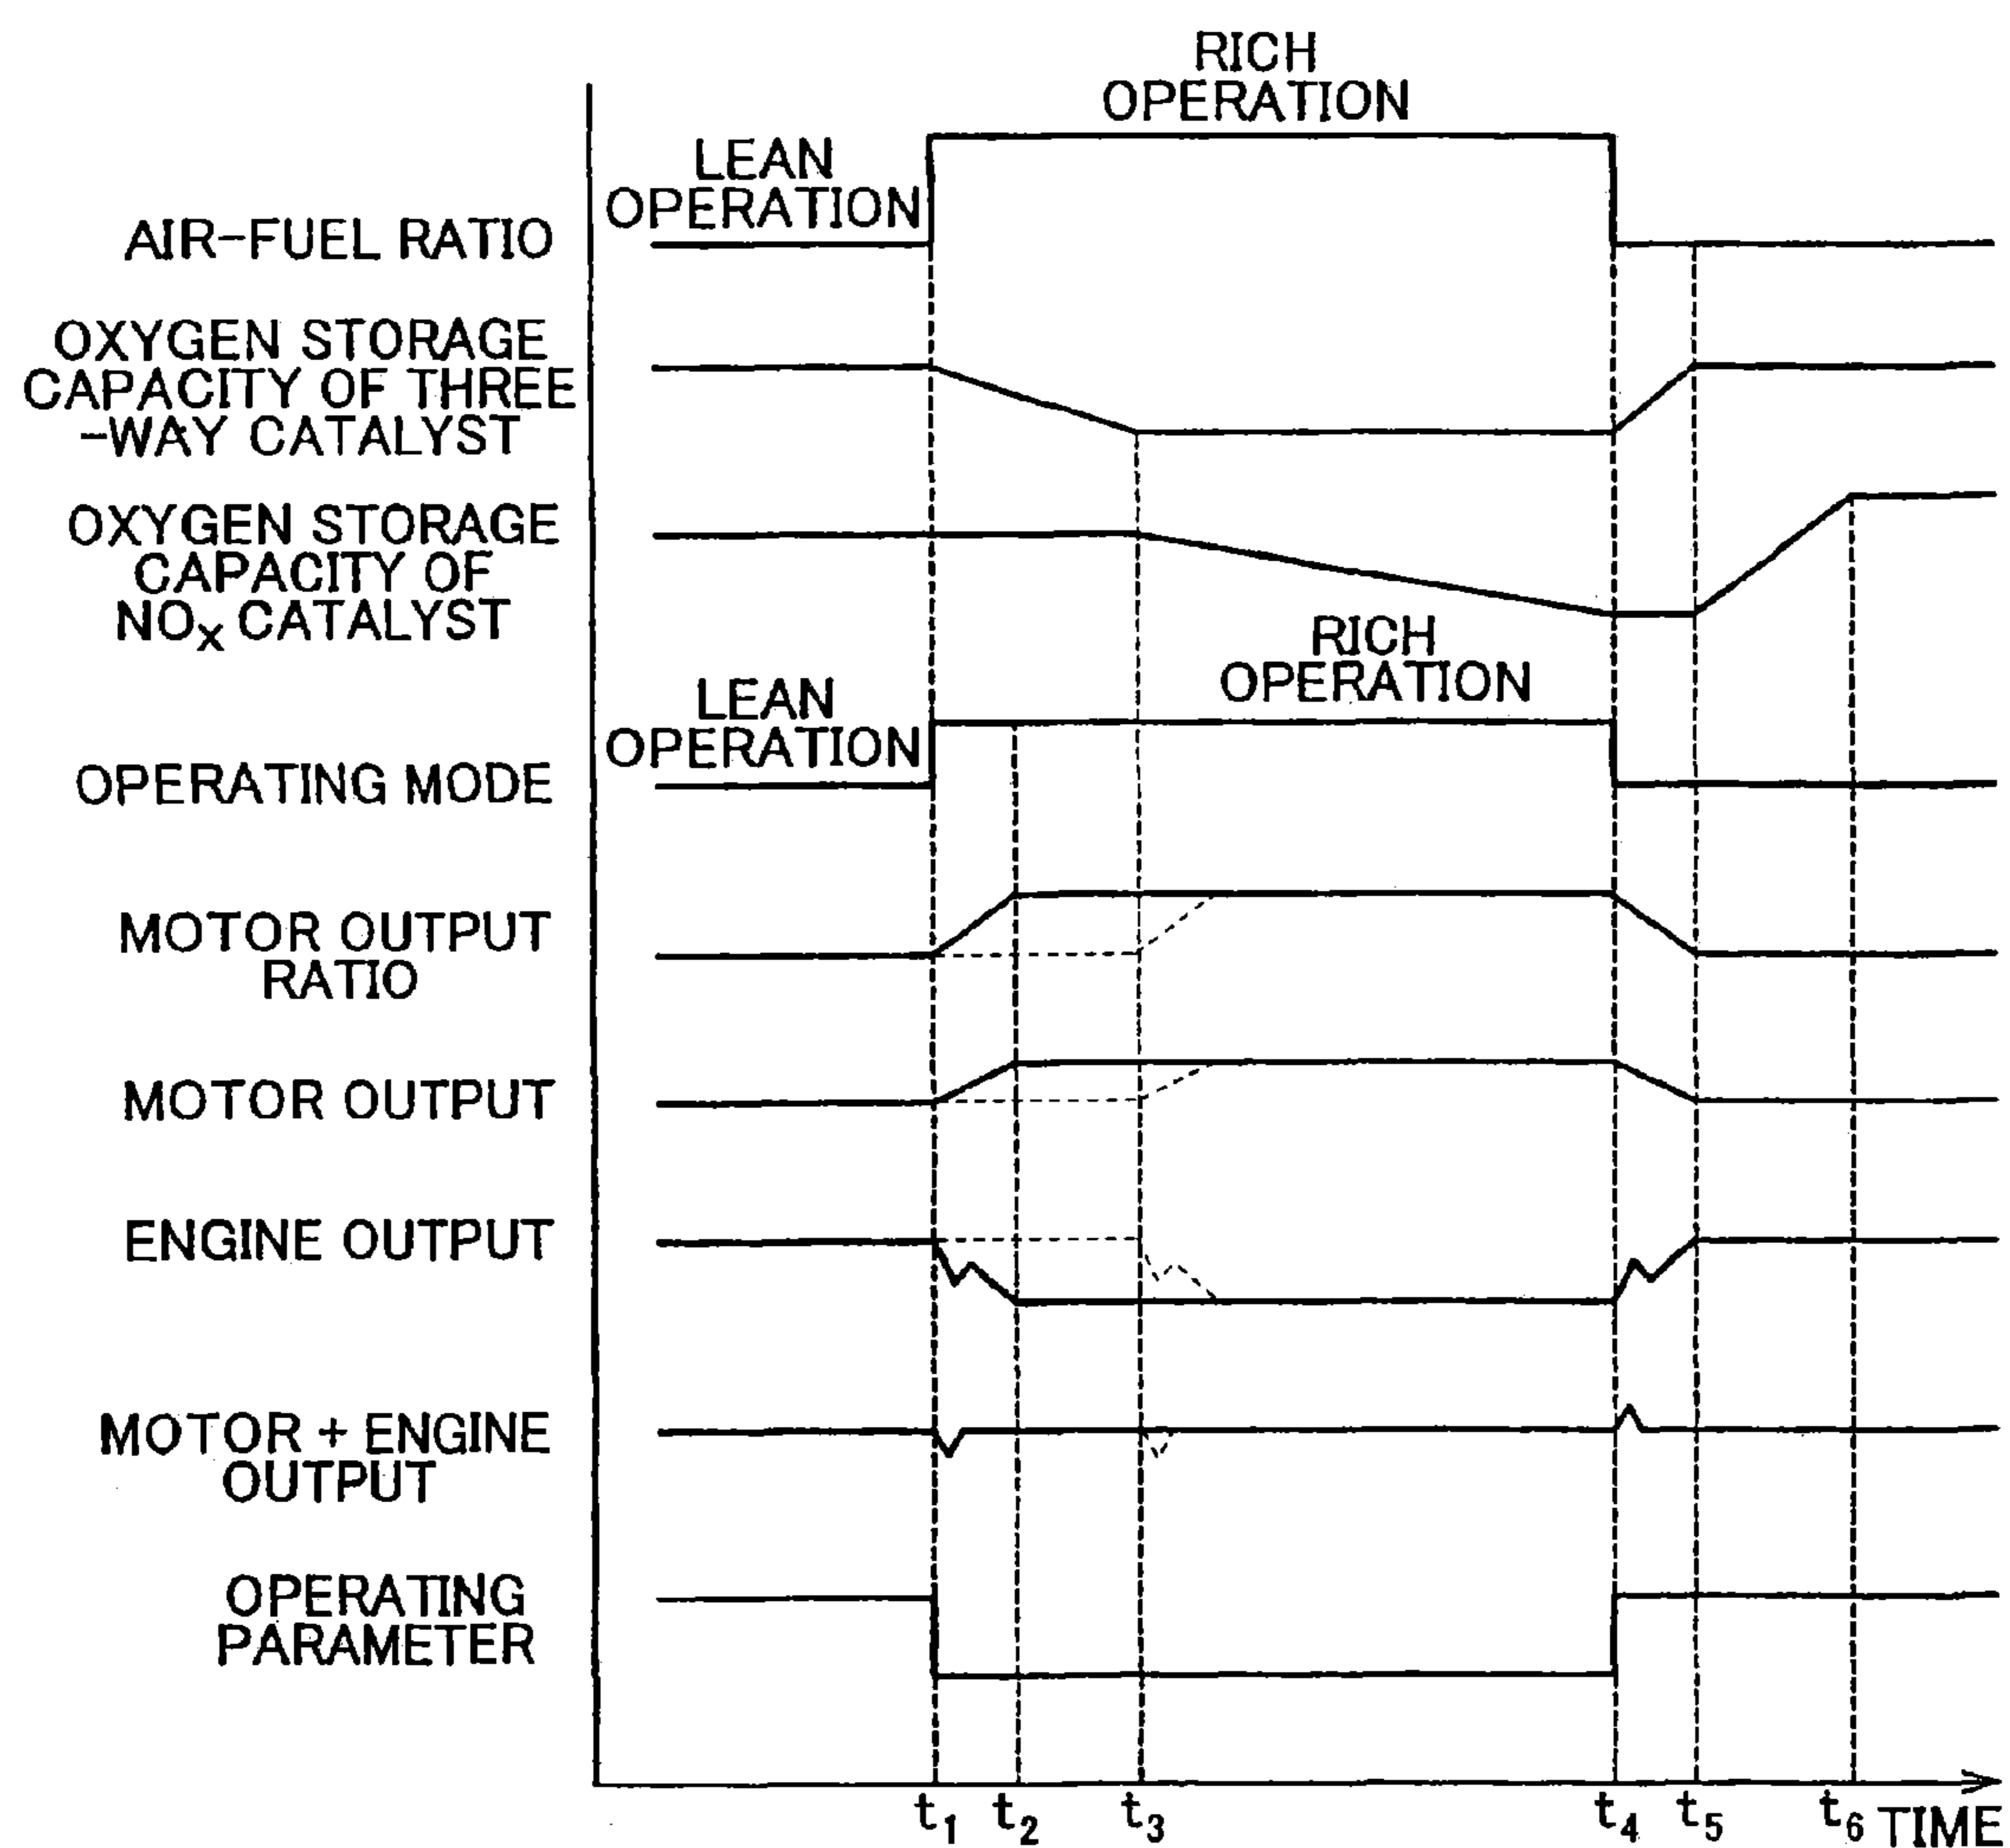 RICH
OPERATION
LEAN
OPERATION
AIR-FUEL RATIO
OXYGEN STORAGE
CAPACITY OF THREE
-WAY CATALYST
OXYGEN STORAGE
CAPACITY OF
NOX CATALYST
RICH
OPERATION
LEAN
OPERATION
OPERATING MODE
MOTOR OUTPUT
RATIO
MOTOR OUTPUT
ENGINE OUTPUT
MOTOR + ENGINE
OUTPUT
OPERATING
PARAMETER
t1 t2 t3 t4 t5 t6 TIME